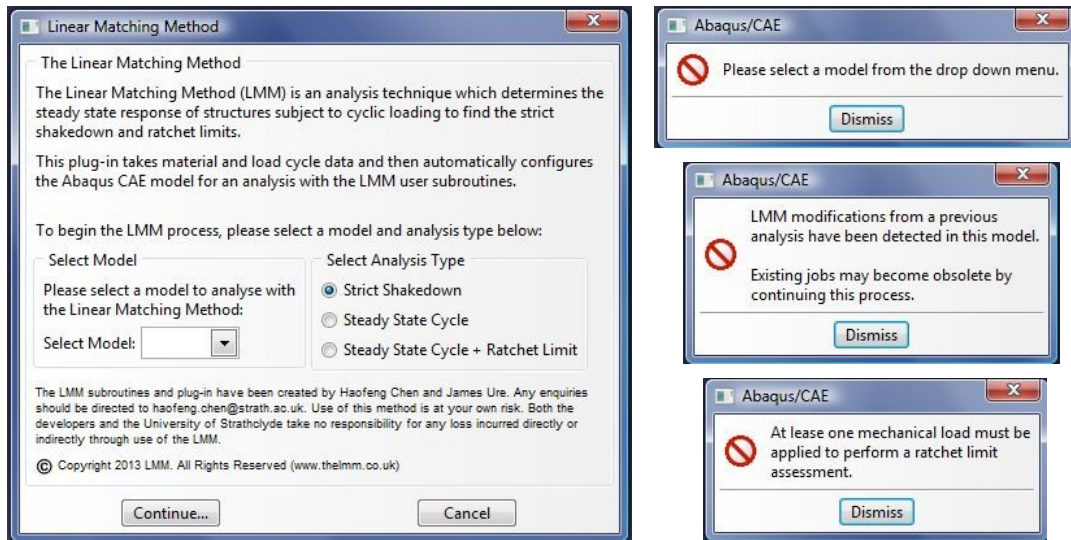 Linear Matching Method
The Linear Matching Method
The Linear Matching Method (LMM) is an analysis technique which determines the
steady state response of structures subject to cyclic loading to find the strict
shakedown and ratchet limits.
This plug-in takes material and load cycle data and then automatically configures
the Abaqus CAE model for an analysis with the LMM user subroutines.
To begin the LMM process, please select a model and analysis type below:
Select Model
Please select a model to analyse with
the Linear Matching Method:
Select Model:
Select Analysis Type
Strict Shakedown
Steady State Cycle
Steady State Cycle + Ratchet Limit
The LMM subroutines and plug-in have been created by Haofeng Chen and James Ure. Any enquiries
should be directed to haofeng.chen@strath.ac.uk. Use of this method is at your own risk. Both the
developers and the University of Strathclyde take no responsibility for any loss incurred directly or
indirectly through use of the LMM.
© Copyright 2013 LMM. All Rights Reserved (www.thelmm.co.uk)
Continue...
Cancel
Abaqus/CAE
Please select a model from the drop down menu.
Dismiss
Abaqus/CAE
LMM modifications from a previous
analysis have been detected in this model.
Existing jobs may become obsolete by
continuing this process.
Dismiss
Abaqus/CAE
At lease one mechanical load must be
applied to perform a ratchet limit
assessment.
Dismiss